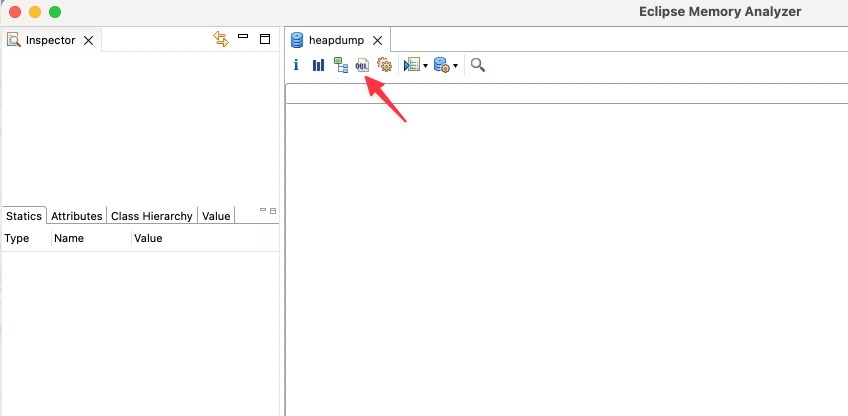 Eclipse Memory Analyzer
Inspector
heapdump
i
OQL
Statics Attributes Class Hierarchy Value
Type Name Value